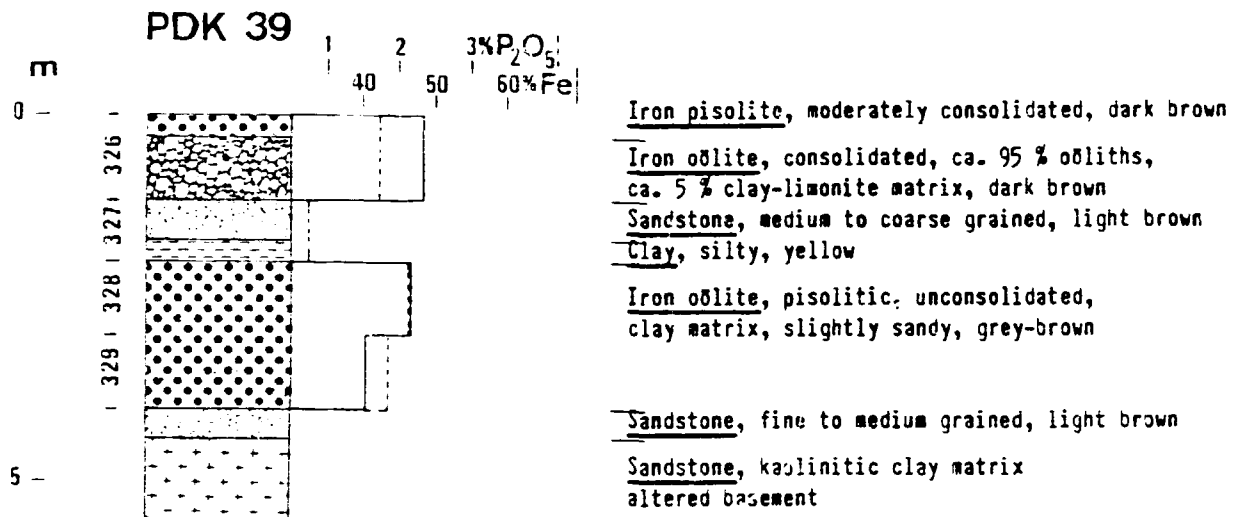 PDK 39
1 2 3%P2O5
m
40 50 60%Fe
0
Iron pisolite, moderately consolidated, dark brown
326
Iron oölite, consolidated, ca. 95 % oöliths,
ca. 5 % clay-limonite matrix, dark brown
327
Sandstone, medium to coarse grained, light brown
Clay, silty, yellow
328
Iron oölite, pisolitic, unconsolidated,
clay matrix, slightly sandy, grey-brown
329
Sandstone, fine to medium grained, light brown
5
Sandstone, kaolinitic clay matrix
altered basement